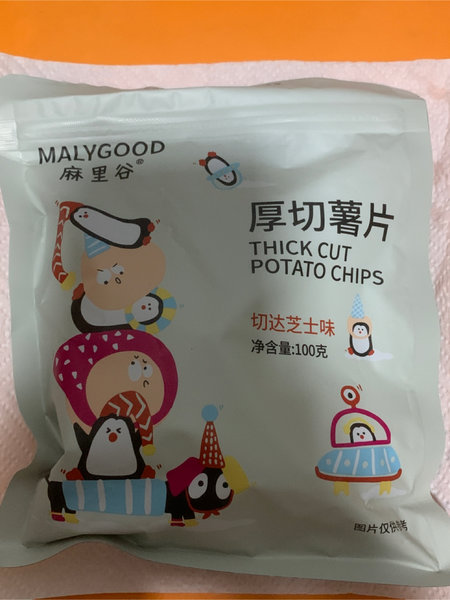 MALYGOOD
麻里谷®
厚切薯片
THICK CUT
POTATO CHIPS
切达芝士味
净含量:100克
图片仅供参考